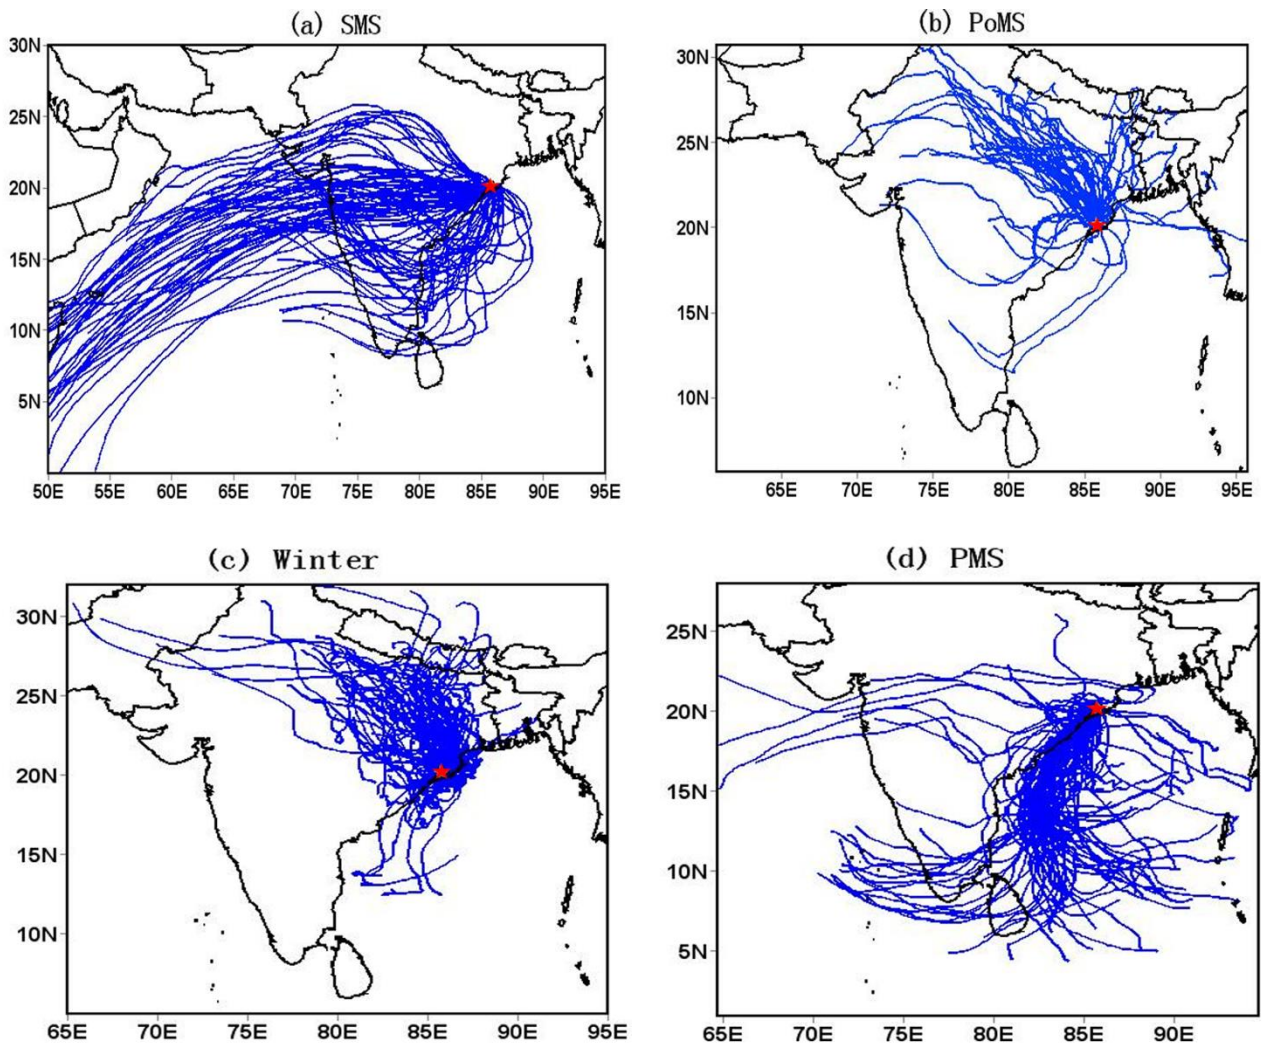 (a) SMS
30N
25N
20N
15N
10N
5N
50E 55E 60E 65E 70E 75E 80E 85E 90E 95E
(b) PoMS
30N
25N
20N
15N
10N
65E 70E 75E 80E 85E 90E 95E
(c) Winter
30N
25N
20N
15N
10N
65E 70E 75E 80E 85E 90E 95E
(d) PMS
25N
20N
15N
10N
5N
65E 70E 75E 80E 85E 90E